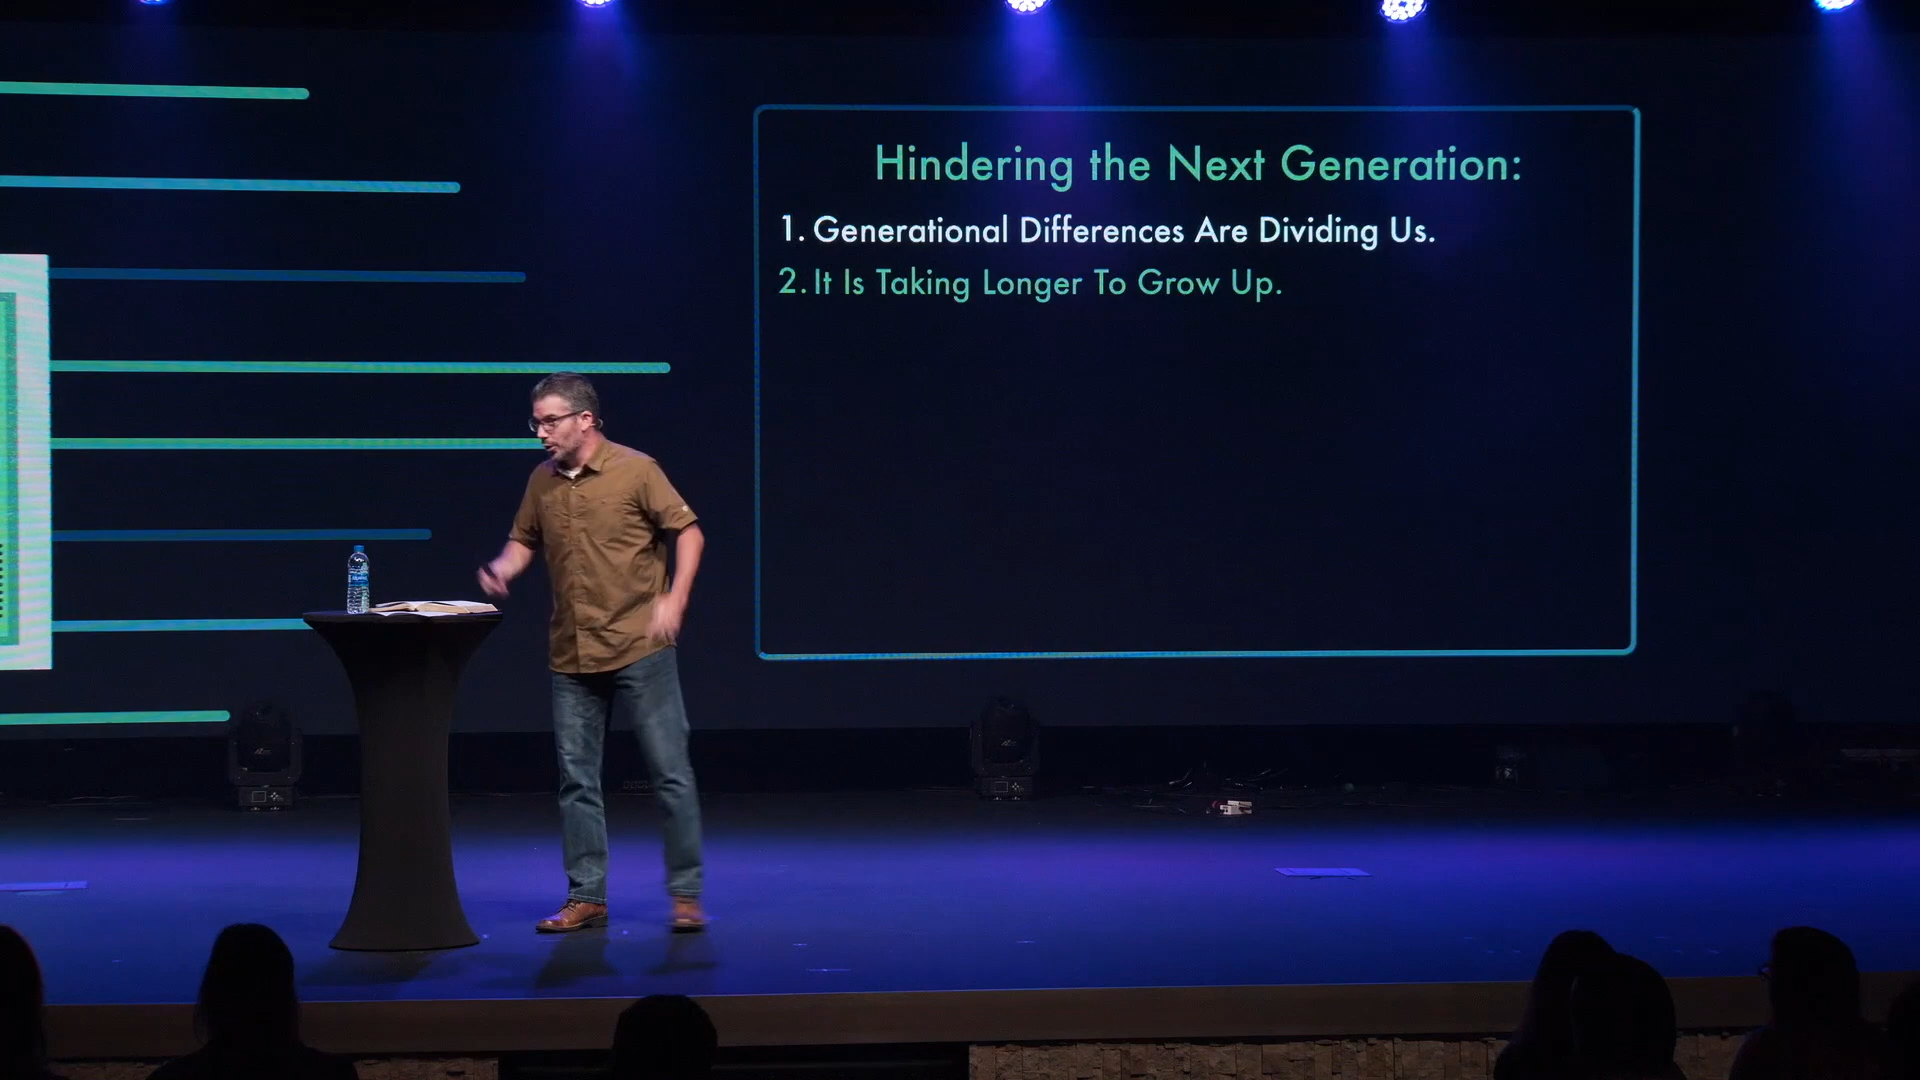 Hindering the Next Generation:
1. Generational Differences Are Dividing Us.
2. It Is Taking Longer To Grow Up.